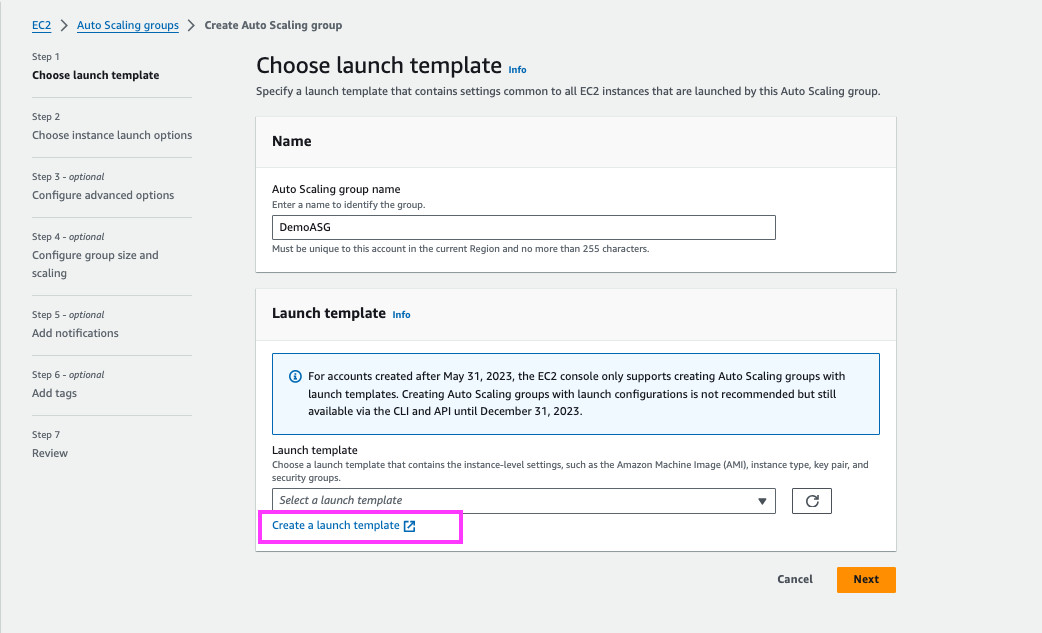 EC2 > Auto Scaling groups > Create Auto Scaling group
Step 1
Choose launch template
Step 2
Choose instance launch options
Step 3 - optional
Configure advanced options
Step 4 - optional
Configure group size and
scaling
Step 5 - optional
Add notifications
Step 6 - optional
Add tags
Step 7
Review
Choose launch template Info
Specify a launch template that contains settings common to all EC2 instances that are launched by this Auto Scaling group.
Name
Auto Scaling group name
Enter a name to identify the group.
DemoASG
Must be unique to this account in the current Region and no more than 255 characters.
Launch template Info
For accounts created after May 31, 2023, the EC2 console only supports creating Auto Scaling groups with
launch templates. Creating Auto Scaling groups with launch configurations is not recommended but still
available via the CLI and API until December 31, 2023.
Launch template
Choose a launch template that contains the instance-level settings, such as the Amazon Machine Image (AMI), instance type, key pair, and
security groups.
Select a launch template
Create a launch template
Cancel
Next